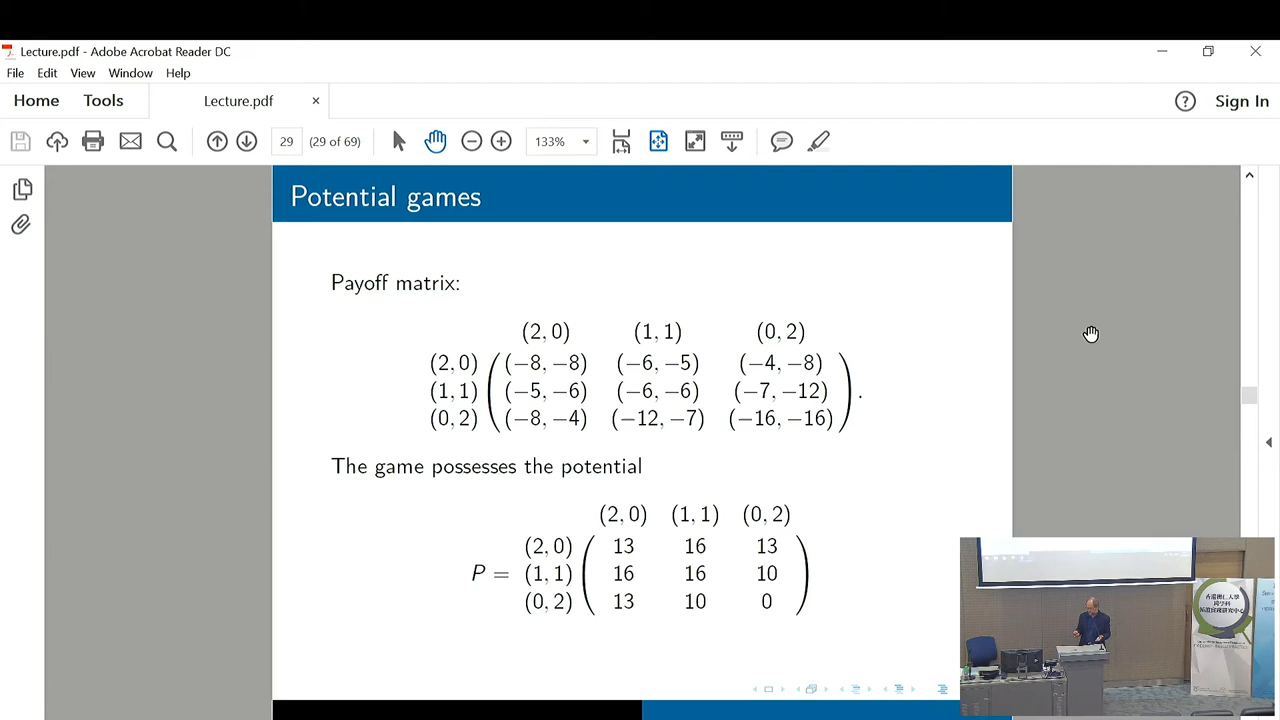 Lecture.pdf - Adobe Acrobat Reader DC
File Edit View Window Help
Home Tools Lecture.pdf × ? Sign In
29 (29 of 69) 133%
Potential games
Payoff matrix:
(2, 0) (1, 1) (0, 2)
(2, 0) (−8, −8) (−6, −5) (−4, −8)
(1, 1) (−5, −6) (−6, −6) (−7, −12) .
(0, 2) (−8, −4) (−12, −7) (−16, −16)
The game possesses the potential
(2, 0) (1, 1) (0, 2)
(2, 0) 13 16 13
P = (1, 1) 16 16 10
(0, 2) 13 10 0